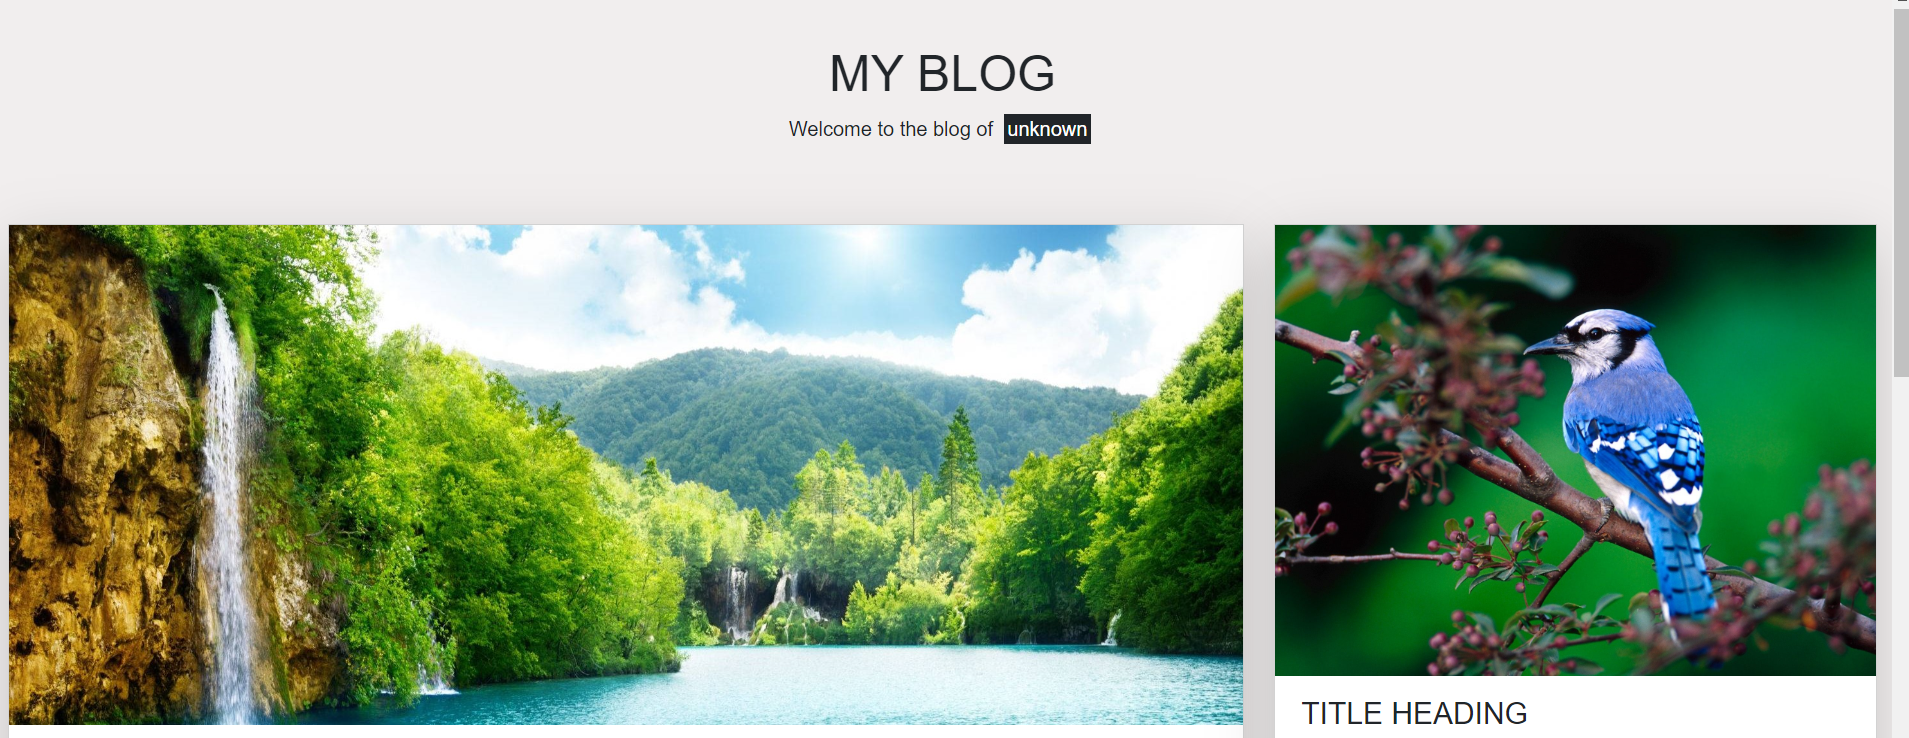 MY BLOG
Welcome to the blog of unknown
TITLE HEADING